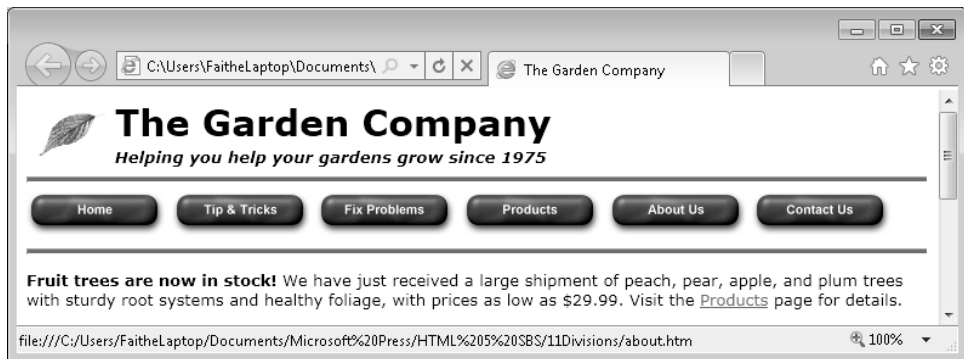 C:\Users\FaitheLaptop\Documents\
The Garden Company
The Garden Company
Helping you help your gardens grow since 1975
Home Tip & Tricks Fix Problems Products About Us Contact Us
Fruit trees are now in stock! We have just received a large shipment of peach, pear, apple, and plum trees
with sturdy root systems and healthy foliage, with prices as low as $29.99. Visit the Products page for details.
file:///C:/Users/FaitheLaptop/Documents/Microsoft%20Press/HTML%205%20SBS/11Divisions/about.htm 100%